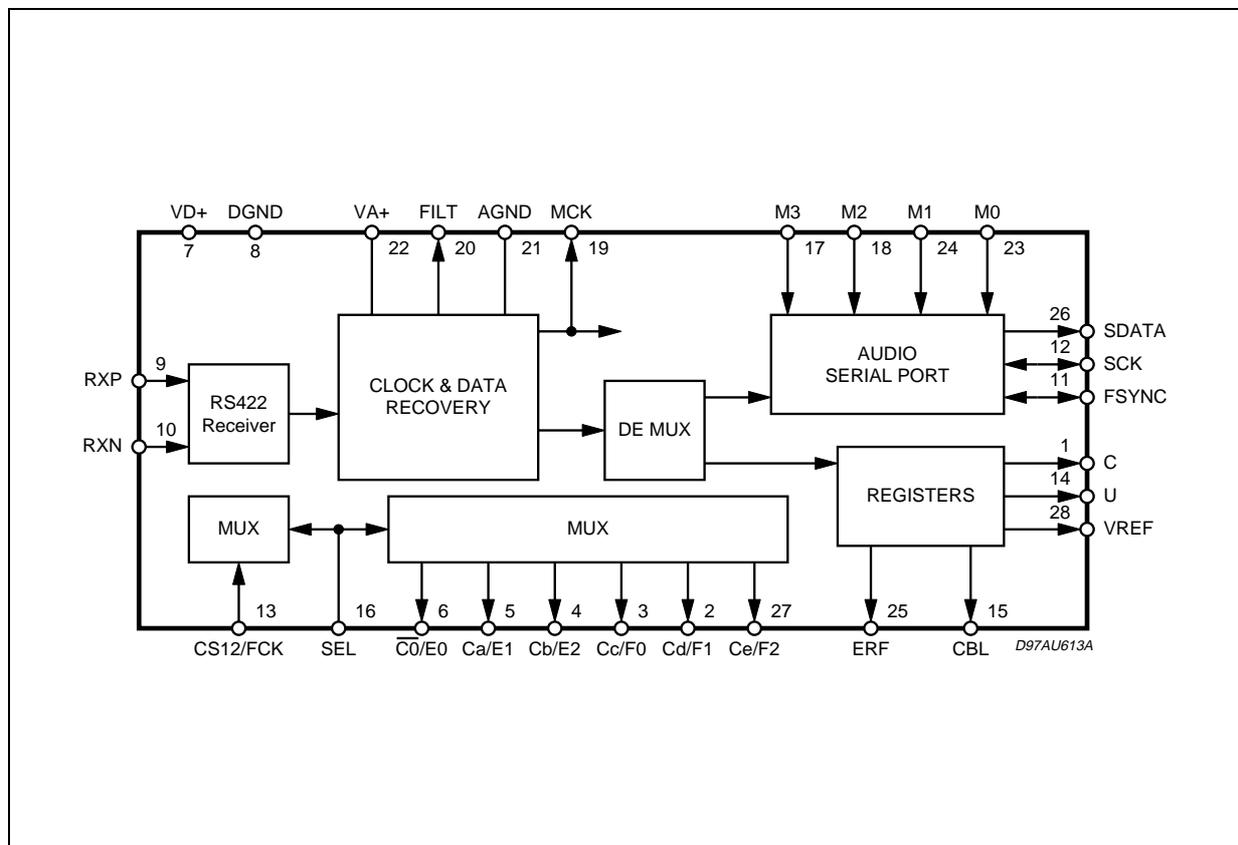 VD+ DGND VA+ FILT AGND MCK M3 M2 M1 M0
7 8 22 20 21 19 17 18 24 23
26
SDATA
12
SCK
11
FSYNC
AUDIO
SERIAL PORT
RXP
9
RXN
10
RS422
Receiver
CLOCK & DATA
RECOVERY
DE MUX
1
C
14
U
28
VREF
REGISTERS
MUX
MUX
13 16 6 5 4 3 2 27 25 15
CS12/FCK SEL C̅0̅/E0 Ca/E1 Cb/E2 Cc/F0 Cd/F1 Ce/F2 ERF CBL
D97AU613A